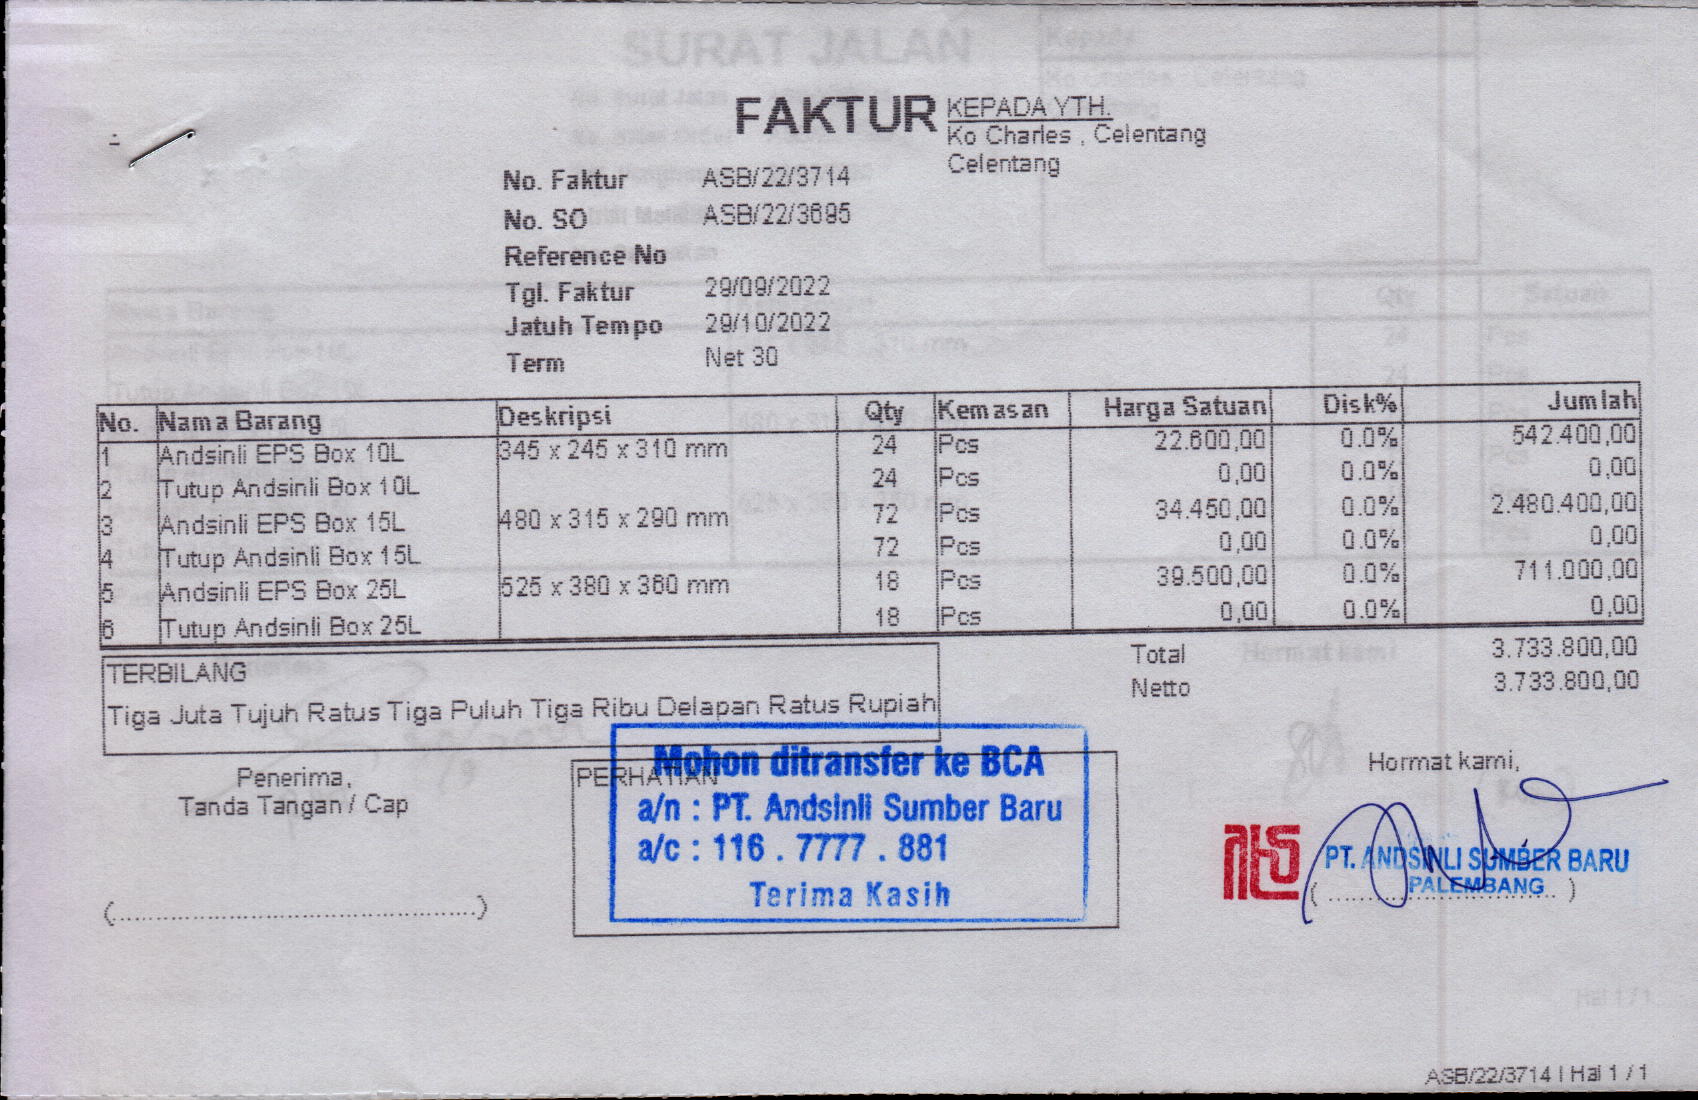 FAKTUR
KEPADA YTH.
Ko Charles , Celentang
Celentang
No. Faktur ASB/22/3714
No. SO ASB/22/3695
Reference No
Tgl. Faktur 29/09/2022
Jatuh Tempo 29/10/2022
Term Net 30
No. Nama Barang Deskripsi Qty Kemasan Harga Satuan Disk% Jumlah
1 Andsinli EPS Box 10L 345 x 245 x 310 mm 24 Pcs 22.600,00 0.0% 542.400,00
2 Tutup Andsinli Box 10L 24 Pcs 0,00 0.0% 0,00
3 Andsinli EPS Box 15L 480 x 315 x 290 mm 72 Pcs 34.450,00 0.0% 2.480.400,00
4 Tutup Andsinli Box 15L 72 Pcs 0,00 0.0% 0,00
5 Andsinli EPS Box 25L 525 x 380 x 360 mm 18 Pcs 39.500,00 0.0% 711.000,00
6 Tutup Andsinli Box 25L 18 Pcs 0,00 0.0% 0,00
Total 3.733.800,00
Netto 3.733.800,00
TERBILANG
Tiga Juta Tujuh Ratus Tiga Puluh Tiga Ribu Delapan Ratus Rupiah
Penerima,
Tanda Tangan / Cap
(................................................)
PERHATIAN
Mohon ditransfer ke BCA
a/n : PT. Andsinli Sumber Baru
a/c : 116 . 7777 . 881
Terima Kasih
Hormat kami,
PT. ANDSINLI SUMBER BARU
PALEMBANG
(..............................)
ASB/22/3714 | Hal 1 / 1
SURAT JALAN
Kepada
Qty Satuan
Hormat kami
Hal 1 / 1